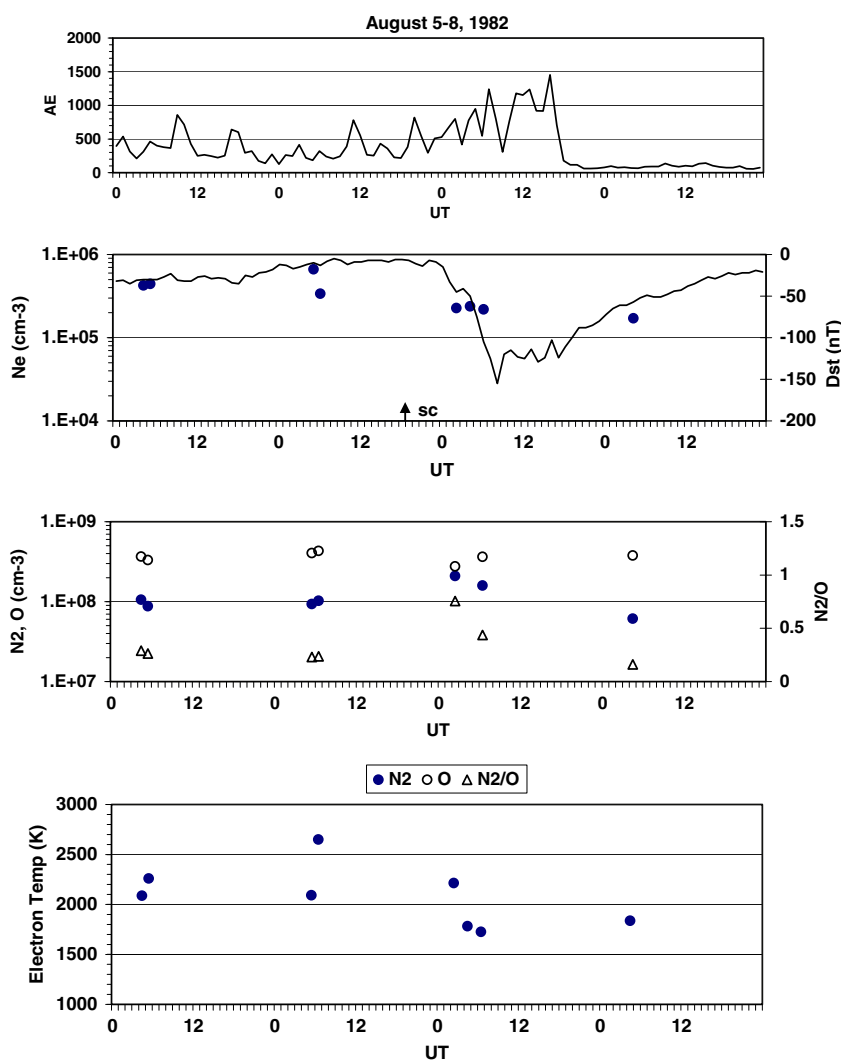 August 5-8, 1982
2000
1500
1000
500
0
AE
0 12 0 12 0 12 0 12
UT
1.E+06
1.E+05
1.E+04
Ne (cm-3)
0
-50
-100
-150
-200
Dst (nT)
sc
0 12 0 12 0 12 0 12
UT
1.E+09
1.E+08
1.E+07
N2, O (cm-3)
1.5
1
0.5
0
N2/O
0 12 0 12 0 12 0 12
UT
N2 O N2/O
3000
2500
2000
1500
1000
Electron Temp (K)
0 12 0 12 0 12 0 12
UT